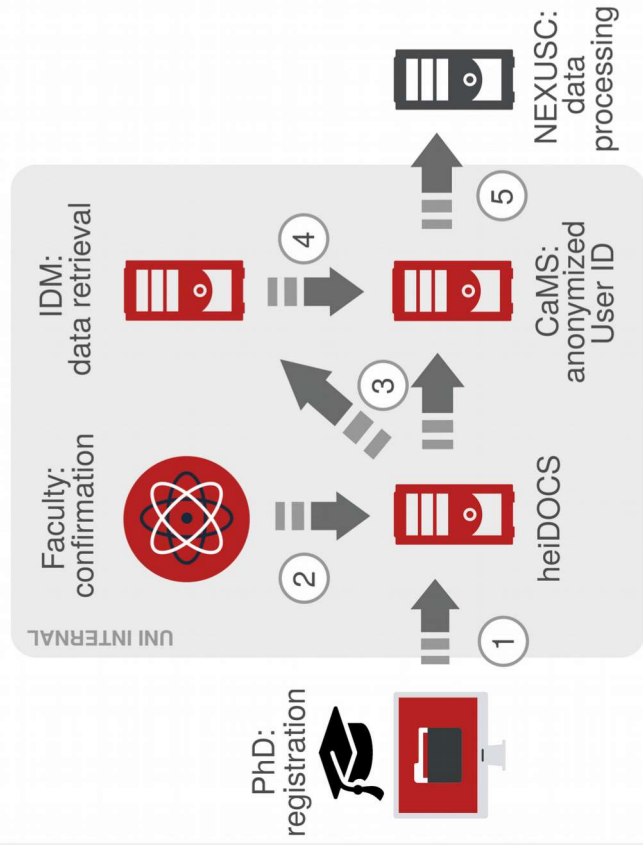 UNI INTERNAL
PhD:
registration
1
Faculty:
confirmation
2
heiDOCS
3
IDM:
data retrieval
4
CaMS:
anonymized
User ID
5
NEXUSC:
data
processing